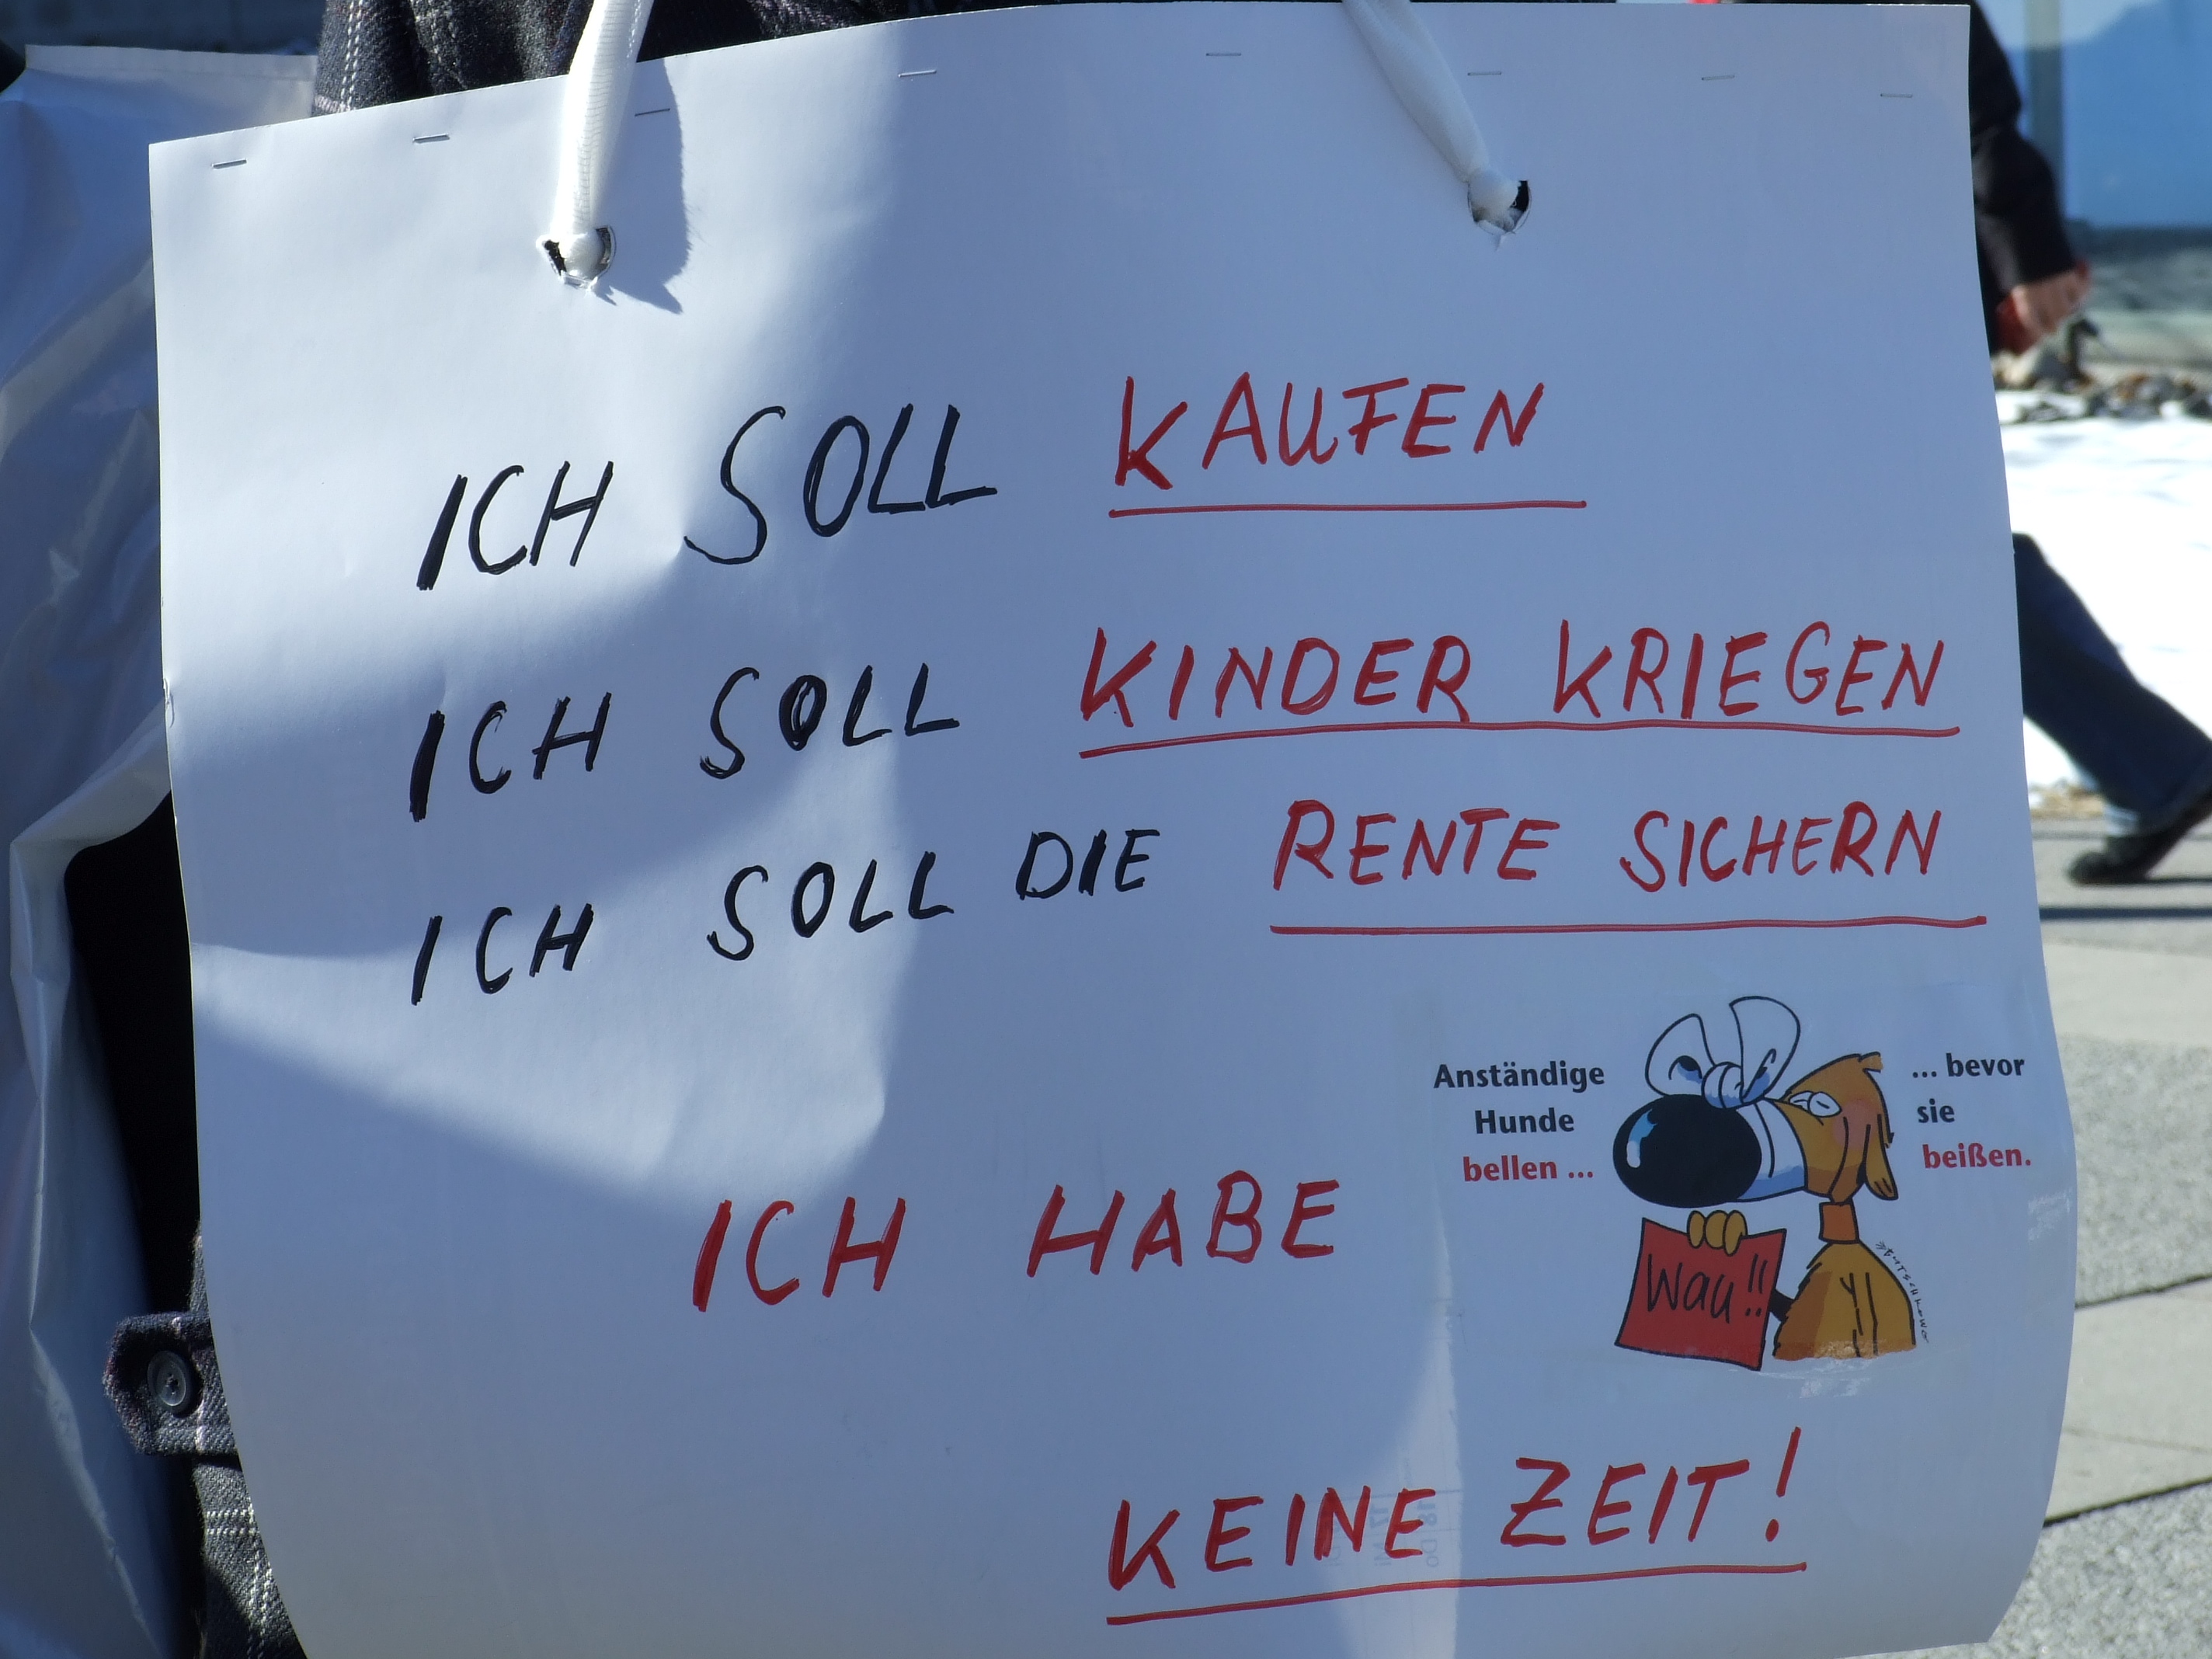 ICH SOLL KAUFEN
ICH SOLL KINDER KRIEGEN
ICH SOLL DIE RENTE SICHERN
Anständige
Hunde
bellen ...
... bevor
sie
beißen.
Wau!!
ICH HABE
KEINE ZEIT!